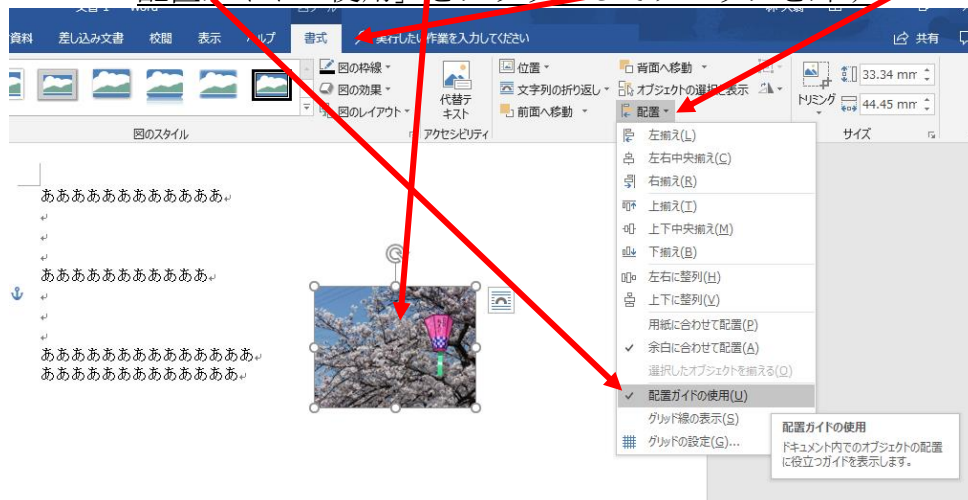 資料 差し込み文書 校閲 表示 ヘルプ 書式 実行したい作業を入力してください 共有
図の枠線
図の効果
図のレイアウト
代替テキスト
位置
文字列の折り返し
前面へ移動
背面へ移動
オブジェクトの選択と表示
配置
トリミング
33.34 mm
44.45 mm
図のスタイル アクセシビリティ サイズ
左揃え(L)
左右中央揃え(C)
右揃え(R)
上揃え(T)
上下中央揃え(M)
下揃え(B)
左右に整列(H)
上下に整列(V)
用紙に合わせて配置(P)
余白に合わせて配置(A)
選択したオブジェクトを揃える(O)
配置ガイドの使用(U)
グリッド線の表示(S)
グリッドの設定(G)...
配置ガイドの使用
ドキュメント内でのオブジェクトの配置
に役立つガイドを表示します。
ああああああああああああ
あああああああああああ
ああああああああああああああ
あああああああああああああ